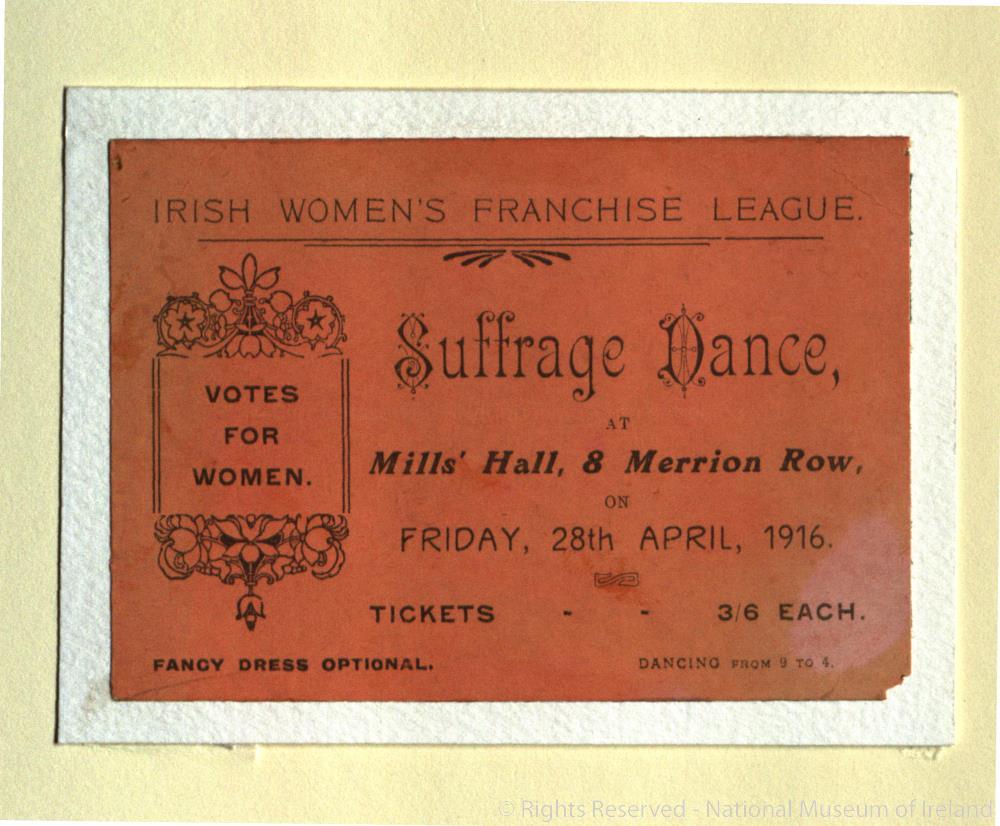 IRISH WOMEN'S FRANCHISE LEAGUE.
VOTES
FOR
WOMEN.
Suffrage Dance,
AT
Mills' Hall, 8 Merrion Row,
ON
FRIDAY, 28th APRIL, 1916.
TICKETS - - 3/6 EACH.
FANCY DRESS OPTIONAL. DANCING FROM 9 TO 4.
© Rights Reserved - National Museum of Ireland